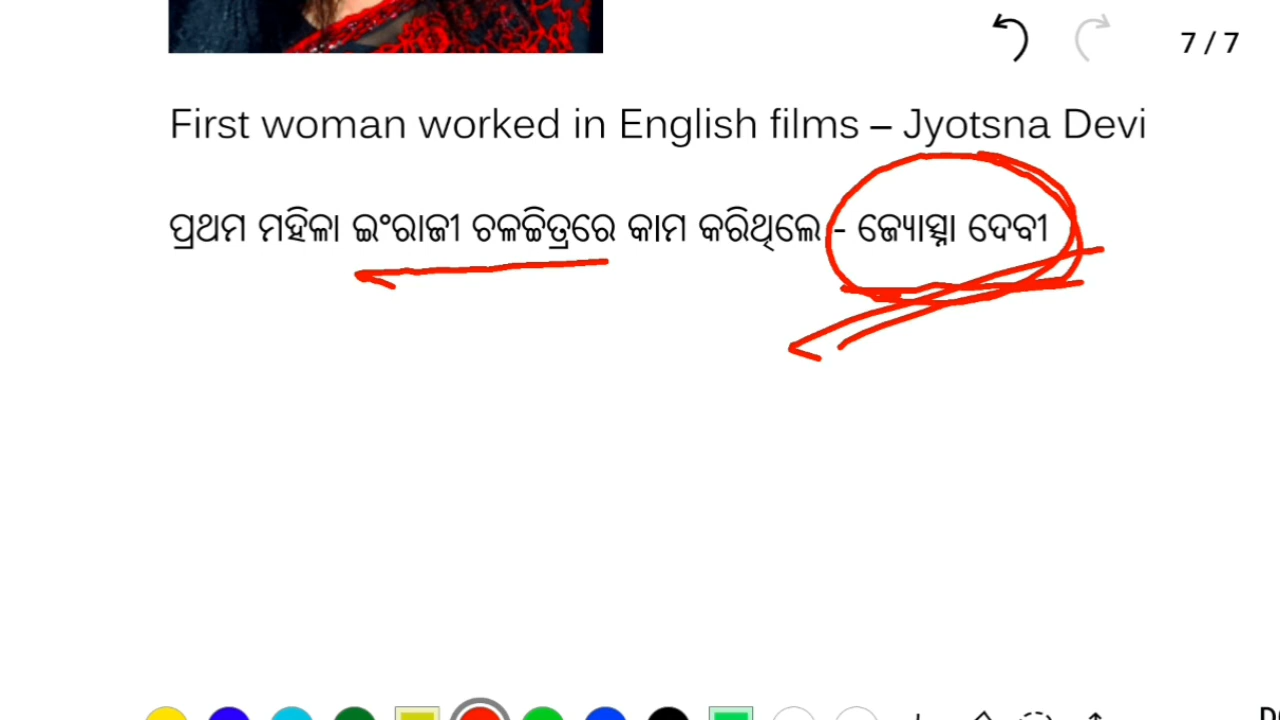 7 / 7
First woman worked in English films – Jyotsna Devi
ପ୍ରଥମ ମହିଳା ଇଂରାଜୀ ଚଳଚ୍ଚିତ୍ରରେ କାମ କରିଥିଲେ - ଜ୍ୟୋତ୍ସ୍ନା ଦେବୀ